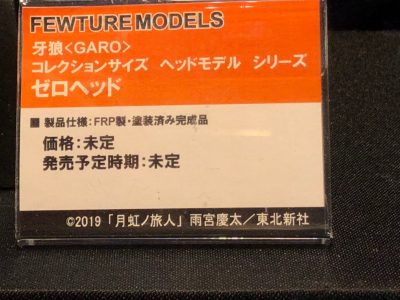 FEWTURE MODELS
牙狼<GARO>
コレクションサイズ ヘッドモデル シリーズ
ゼロヘッド
■ 製品仕様:FRP製・塗装済み完成品
価格:未定
発売予定時期:未定
©2019「月虹ノ旅人」雨宮慶太/東北新社